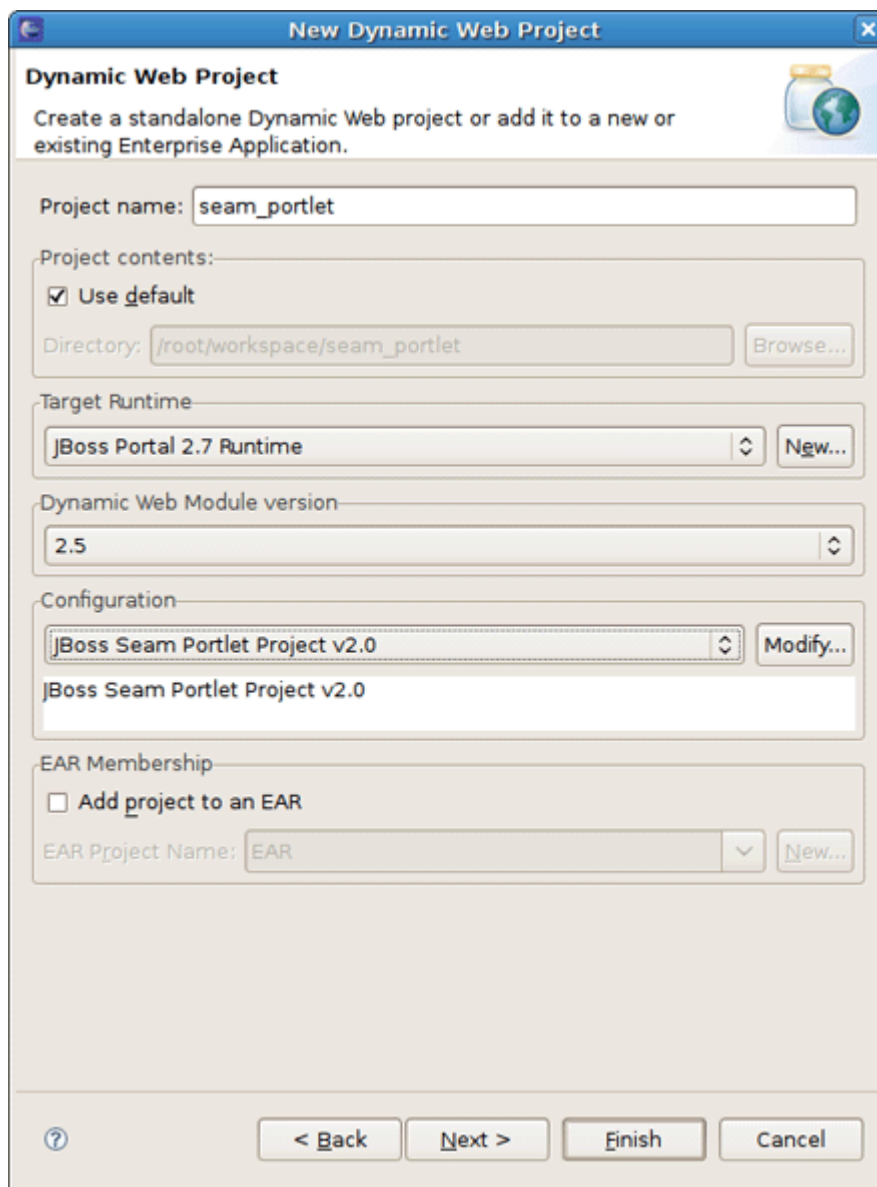 New Dynamic Web Project
Dynamic Web Project
Create a standalone Dynamic Web project or add it to a new or
existing Enterprise Application.
Project name: seam_portlet
Project contents:
Use default
Directory: /root/workspace/seam_portlet Browse...
Target Runtime
JBoss Portal 2.7 Runtime New...
Dynamic Web Module version
2.5
Configuration
JBoss Seam Portlet Project v2.0 Modify...
JBoss Seam Portlet Project v2.0
EAR Membership
Add project to an EAR
EAR Project Name: EAR New...
? < Back Next > Finish Cancel